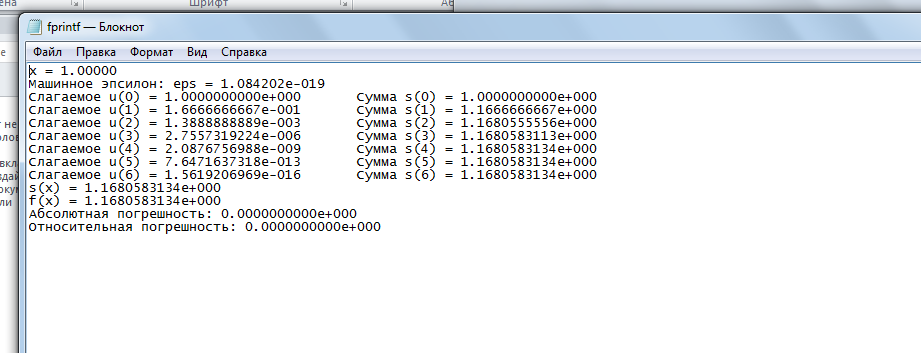 Шрифт
fprintf — Блокнот
Файл Правка Формат Вид Справка
x = 1.00000
Машинное эпсилон: eps = 1.084202e-019
Слагаемое u(0) = 1.0000000000e+000 Сумма s(0) = 1.0000000000e+000
Слагаемое u(1) = 1.6666666667e-001 Сумма s(1) = 1.1666666667e+000
Слагаемое u(2) = 1.3888888889e-003 Сумма s(2) = 1.1680555556e+000
Слагаемое u(3) = 2.7557319224e-006 Сумма s(3) = 1.1680583113e+000
Слагаемое u(4) = 2.0876756988e-009 Сумма s(4) = 1.1680583134e+000
Слагаемое u(5) = 7.6471637318e-013 Сумма s(5) = 1.1680583134e+000
Слагаемое u(6) = 1.5619206969e-016 Сумма s(6) = 1.1680583134e+000
s(x) = 1.1680583134e+000
f(x) = 1.1680583134e+000
Абсолютная погрешность: 0.0000000000e+000
Относительная погрешность: 0.0000000000e+000